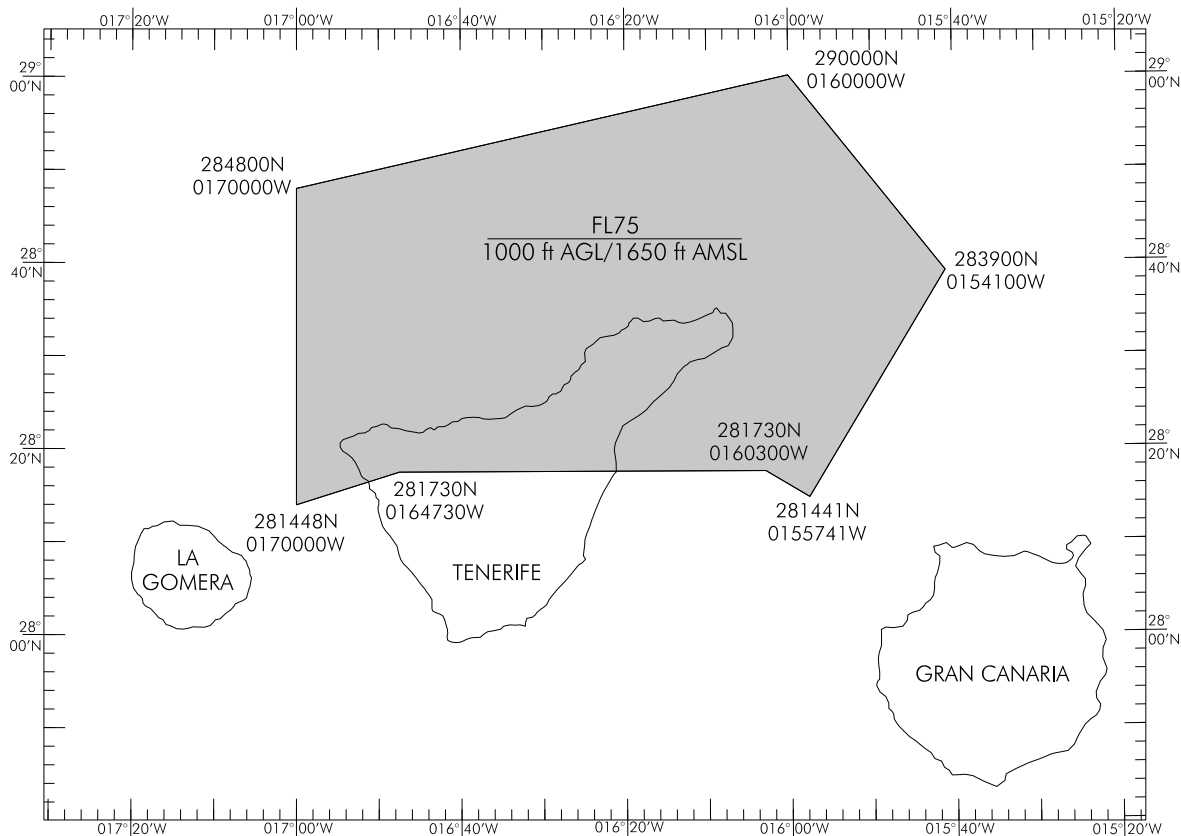 017°20'W
017°00'W
016°40'W
016°20'W
016°00'W
015°40'W
015°20'W
29°
00'N
29°
00'N
290000N
0160000W
284800N
0170000W
FL75
1000 ft AGL/1650 ft AMSL
28°
40'N
28°
40'N
283900N
0154100W
28°
20'N
28°
20'N
281730N
0160300W
281730N
0164730W
281448N
0170000W
281441N
0155741W
LA
GOMERA
TENERIFE
28°
00'N
28°
00'N
GRAN CANARIA
017°20'W
017°00'W
016°40'W
016°20'W
016°00'W
015°40'W
015°20'W